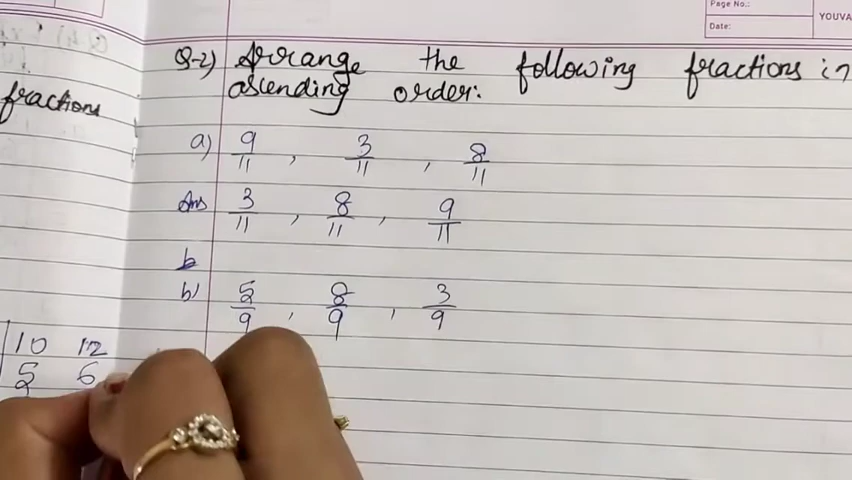 Page No.:
Date:
YOUVA
Q-2) Arrange the following fractions in
ascending order:
fractions
a) 9/11 , 3/11 , 8/11
Ans 3/11 , 8/11 , 9/11
b
b) 5/9 , 8/9 , 3/9
10 12
5 6